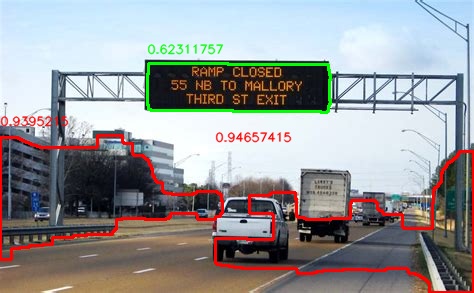 0.62311757
RAMP CLOSED
55 NB TO MALLORY
THIRD ST EXIT
0.9395215
0.94657415